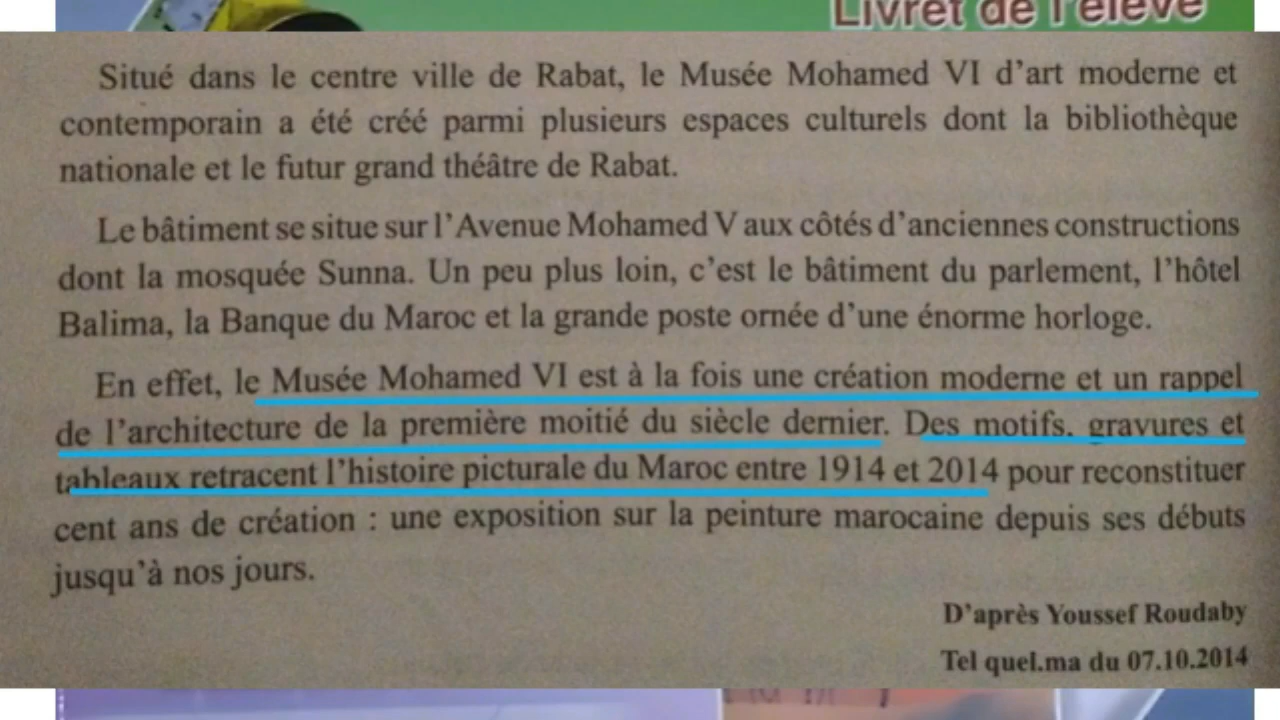 Livret de l'élève
Situé dans le centre ville de Rabat, le Musée Mohamed VI d'art moderne et
contemporain a été créé parmi plusieurs espaces culturels dont la bibliothèque
nationale et le futur grand théâtre de Rabat.
Le bâtiment se situe sur l'Avenue Mohamed V aux côtés d'anciennes constructions
dont la mosquée Sunna. Un peu plus loin, c'est le bâtiment du parlement, l'hôtel
Balima, la Banque du Maroc et la grande poste ornée d'une énorme horloge.
En effet, le Musée Mohamed VI est à la fois une création moderne et un rappel
de l'architecture de la première moitié du siècle dernier. Des motifs, gravures et
tableaux retracent l'histoire picturale du Maroc entre 1914 et 2014 pour reconstituer
cent ans de création : une exposition sur la peinture marocaine depuis ses débuts
jusqu'à nos jours.
D'après Youssef Roudaby
Tel quel.ma du 07.10.2014